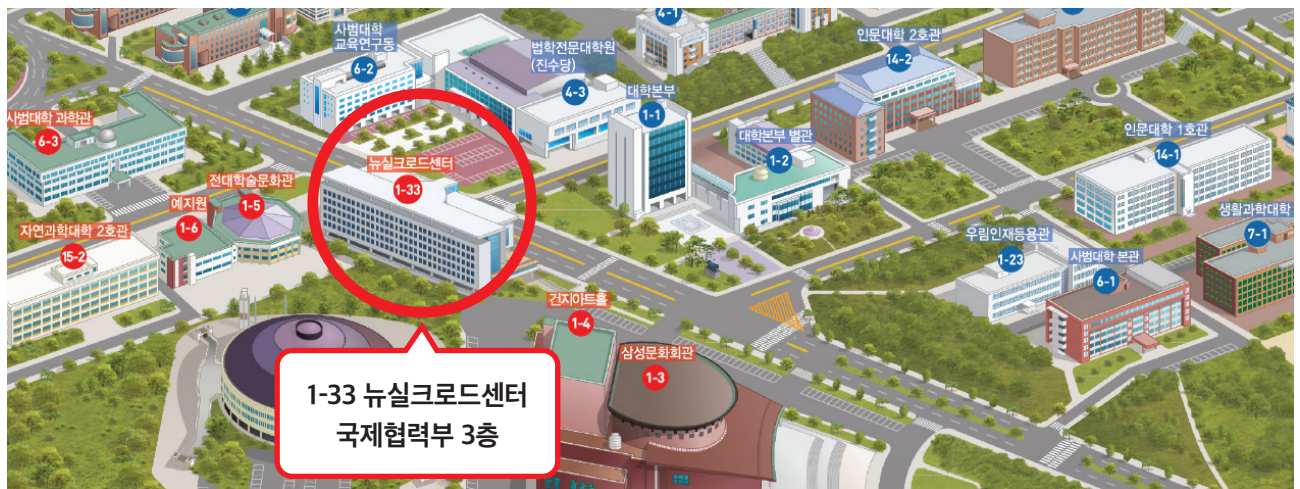 4-1
사범대학
교육연구동
6-2
법학전문대학원
(진수당)
4-3
인문대학 2호관
14-2
대학본부
1-1
사범대학 과학관
6-3
대학본부 별관
1-2
인문대학 1호관
14-1
뉴실크로드센터
1-33
전대학술문화관
1-5
예지원
1-6
생활과학대학
7-1
자연과학대학 2호관
15-2
우림인재등용관
1-23
사범대학 본관
6-1
건지아트홀
1-4
삼성문화회관
1-3
1-33 뉴실크로드센터
국제협력부 3층